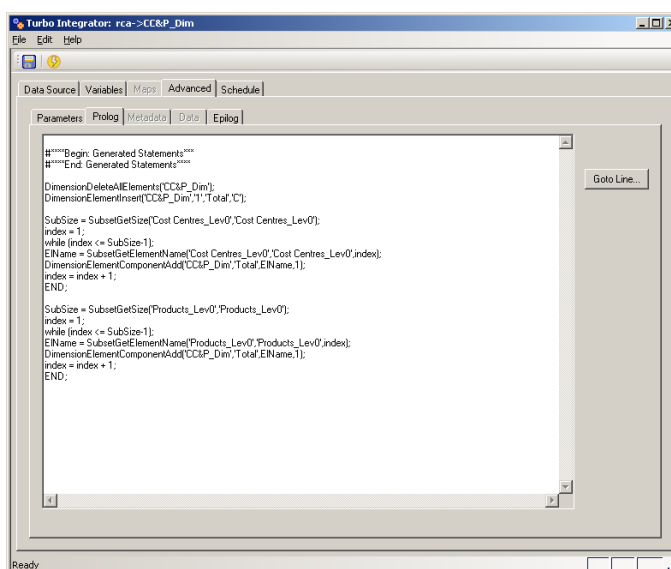 Turbo Integrator: rca->CC&P_Dim
File Edit Help
Data Source Variables Maps Advanced Schedule
Parameters Prolog Metadata Data Epilog
#****Begin: Generated Statements***
#****End: Generated Statements****
DimensionDeleteAllElements('CC&P_Dim');
DimensionElementInsert('CC&P_Dim','1','Total','C');
SubSize = SubsetGetSize('Cost Centres_Lev0','Cost Centres_Lev0');
index = 1;
while (index <= SubSize-1);
ElName = SubsetGetElementName('Cost Centres_Lev0','Cost Centres_Lev0',index);
DimensionElementComponentAdd('CC&P_Dim','Total',ElName,1);
index = index + 1;
END;
SubSize = SubsetGetSize('Products_Lev0','Products_Lev0');
index = 1;
while (index <= SubSize-1);
ElName = SubsetGetElementName('Products_Lev0','Products_Lev0',index);
DimensionElementComponentAdd('CC&P_Dim','Total',ElName,1);
index = index + 1;
END;
Goto Line...
Ready